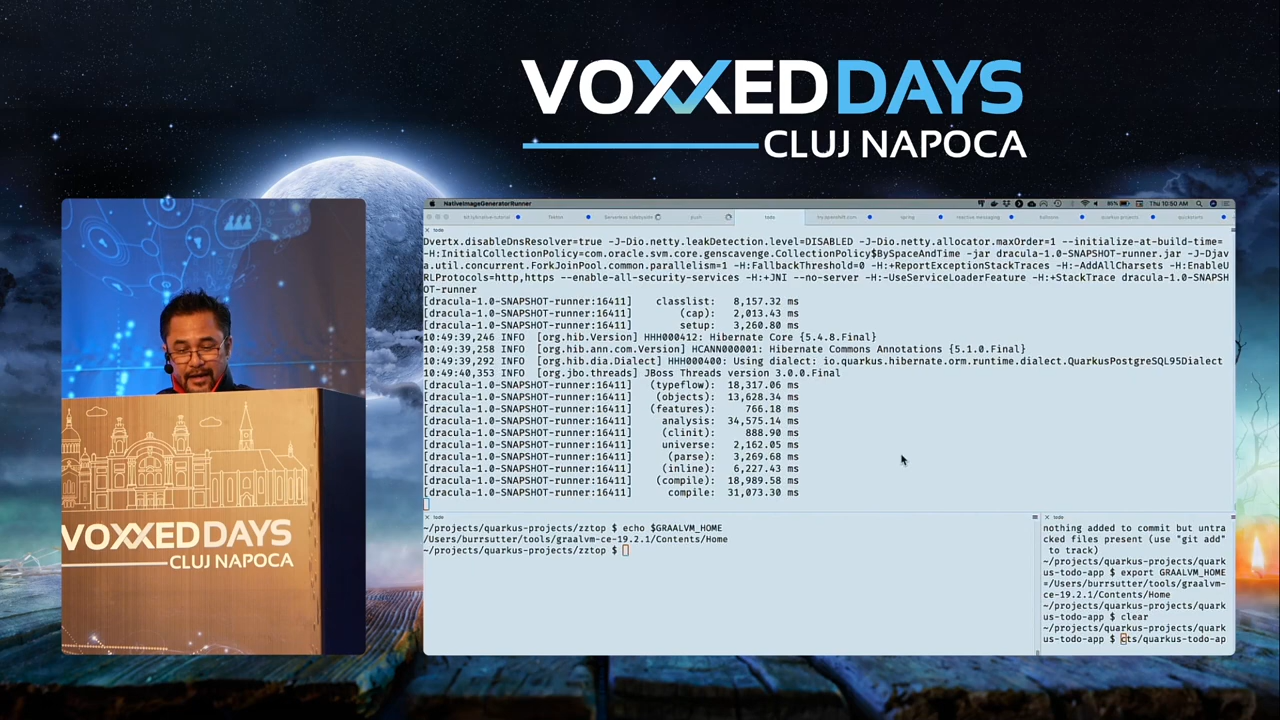 VOXXED DAYS
CLUJ NAPOCA
NativeImageGeneratorRunner
85%
Thu 10:50 AM
todo
todo
Dvertx.disableDnsResolver=true -J-Dio.netty.leakDetection.level=DISABLED -J-Dio.netty.allocator.maxOrder=1 --initialize-at-build-time=
-H:InitialCollectionPolicy=com.oracle.svm.core.genscavenge.CollectionPolicy$BySpaceAndTime -jar dracula-1.0-SNAPSHOT-runner.jar -J-Djav
a.util.concurrent.ForkJoinPool.common.parallelism=1 -H:FallbackThreshold=0 -H:+ReportExceptionStackTraces -H:-AddAllCharsets -H:EnableU
RLProtocols=http,https --enable-all-security-services -H:+JNI --no-server -H:-UseServiceLoaderFeature -H:+StackTrace dracula-1.0-SNAPSH
OT-runner
[dracula-1.0-SNAPSHOT-runner:16411] classlist: 8,157.32 ms
[dracula-1.0-SNAPSHOT-runner:16411] (cap): 2,013.43 ms
[dracula-1.0-SNAPSHOT-runner:16411] setup: 3,260.80 ms
10:49:39,246 INFO [org.hib.Version] HHH000412: Hibernate Core {5.4.8.Final}
10:49:39,258 INFO [org.hib.ann.com.Version] HCANN000001: Hibernate Commons Annotations {5.1.0.Final}
10:49:39,292 INFO [org.hib.dia.Dialect] HHH000400: Using dialect: io.quarkus.hibernate.orm.runtime.dialect.QuarkusPostgreSQL95Dialect
10:49:40,353 INFO [org.jbo.threads] JBoss Threads version 3.0.0.Final
[dracula-1.0-SNAPSHOT-runner:16411] (typeflow): 18,317.06 ms
[dracula-1.0-SNAPSHOT-runner:16411] (objects): 13,628.34 ms
[dracula-1.0-SNAPSHOT-runner:16411] (features): 766.18 ms
[dracula-1.0-SNAPSHOT-runner:16411] analysis: 34,575.14 ms
[dracula-1.0-SNAPSHOT-runner:16411] (clinit): 888.90 ms
[dracula-1.0-SNAPSHOT-runner:16411] universe: 2,162.05 ms
[dracula-1.0-SNAPSHOT-runner:16411] (parse): 3,269.68 ms
[dracula-1.0-SNAPSHOT-runner:16411] (inline): 6,227.43 ms
[dracula-1.0-SNAPSHOT-runner:16411] (compile): 18,989.58 ms
[dracula-1.0-SNAPSHOT-runner:16411] compile: 31,073.30 ms
todo
~/projects/quarkus-projects/zztop $ echo $GRAALVM_HOME
/Users/burrsutter/tools/graalvm-ce-19.2.1/Contents/Home
~/projects/quarkus-projects/zztop $
todo
nothing added to commit but untra
cked files present (use "git add"
to track)
~/projects/quarkus-projects/quark
us-todo-app $ export GRAALVM_HOME
=/Users/burrsutter/tools/graalvm-
ce-19.2.1/Contents/Home
~/projects/quarkus-projects/quark
us-todo-app $ clear
~/projects/quarkus-projects/quark
us-todo-app $ cts/quarkus-todo-ap
VOXXED DAYS
CLUJ NAPOCA